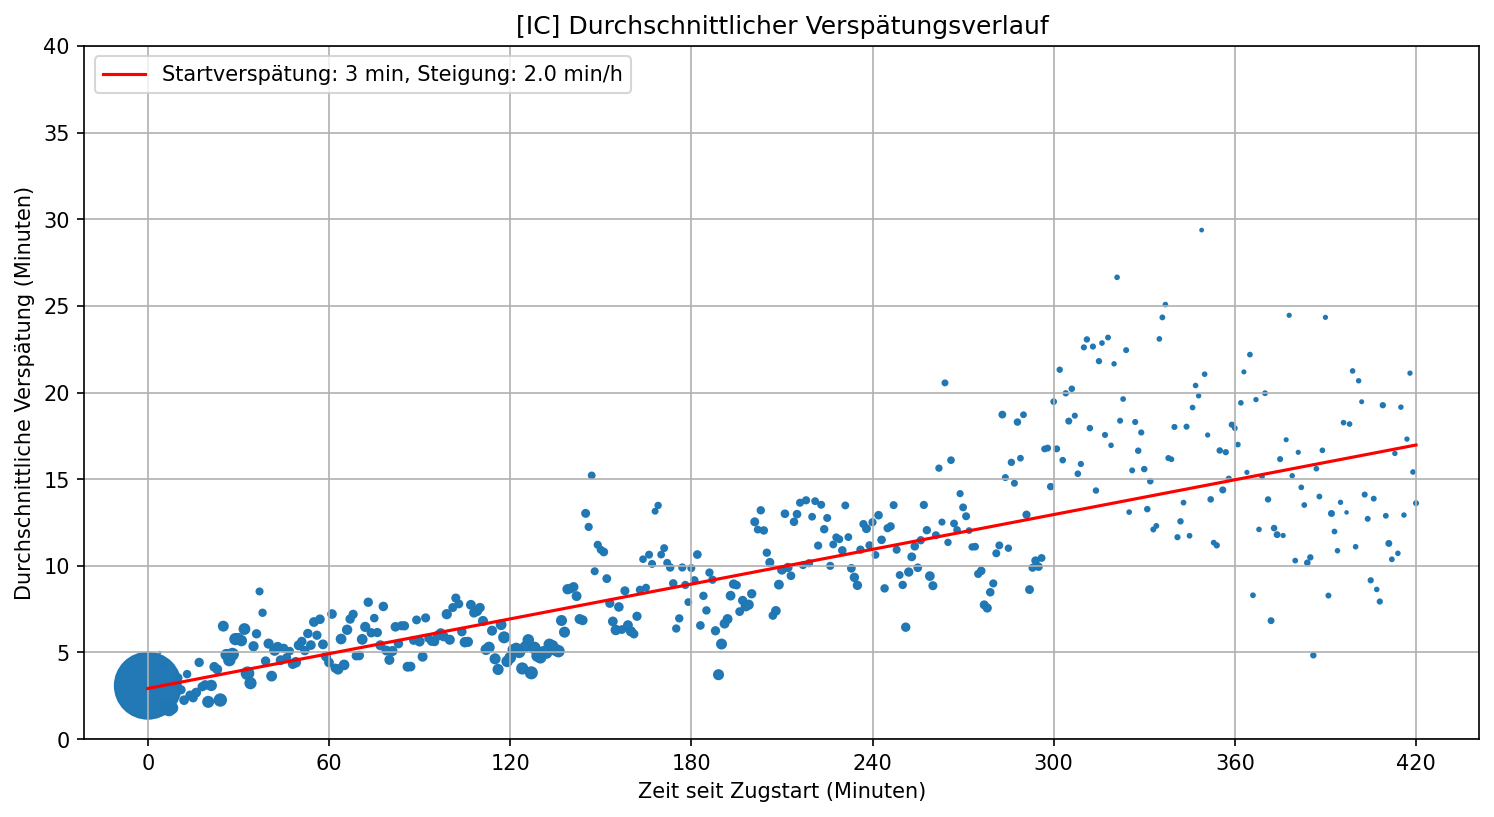 [IC] Durchschnittlicher Verspätungsverlauf
Startverspätung: 3 min, Steigung: 2.0 min/h
Durchschnittliche Verspätung (Minuten)
40
35
30
25
20
15
10
5
0
0 60 120 180 240 300 360 420
Zeit seit Zugstart (Minuten)